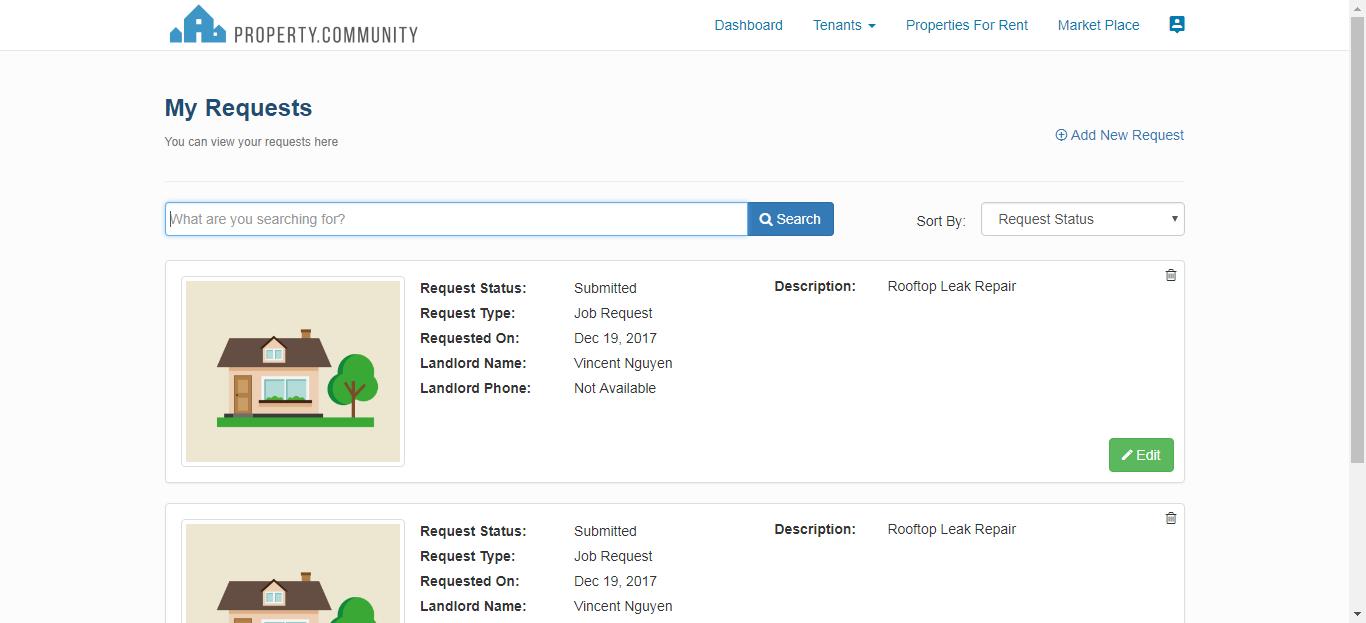 PROPERTY.COMMUNITY
Dashboard
Tenants
Properties For Rent
Market Place
My Requests
You can view your requests here
Add New Request
What are you searching for?
Search
Sort By:
Request Status
Request Status: Submitted
Request Type: Job Request
Requested On: Dec 19, 2017
Landlord Name: Vincent Nguyen
Landlord Phone: Not Available
Description: Rooftop Leak Repair
Edit
Request Status: Submitted
Request Type: Job Request
Requested On: Dec 19, 2017
Landlord Name: Vincent Nguyen
Description: Rooftop Leak Repair